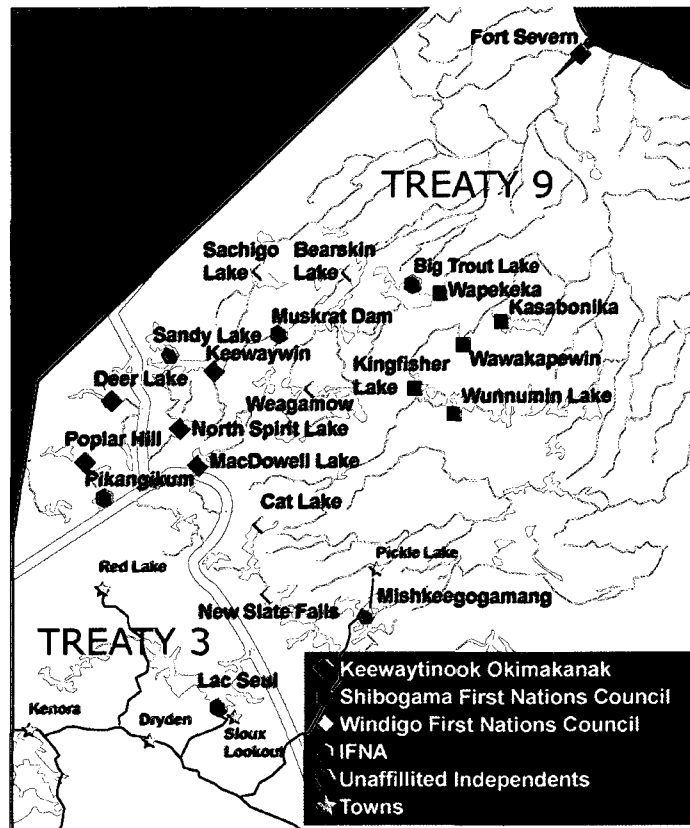 Fort Severn
TREATY 9
Sachigo
Lake
Bearskin
Lake
Big Trout Lake
Wapekeka
Kasabonika
Muskrat Dam
Sandy Lake
Keewaywin
Wawakapewin
Kingfisher
Lake
Deer Lake
Weagamow
Wunnumin Lake
North Spirit Lake
Poplar Hill
MacDowell Lake
Pikangikum
Cat Lake
Pickle Lake
Red Lake
Mishkeegogamang
New Slate Falls
TREATY 3
Lac Seul
Kenora
Dryden
Sioux
Lookout
Keewaytinook Okimakanak
Shibogama First Nations Council
Windigo First Nations Council
IFNA
Unaffillited Independents
Towns